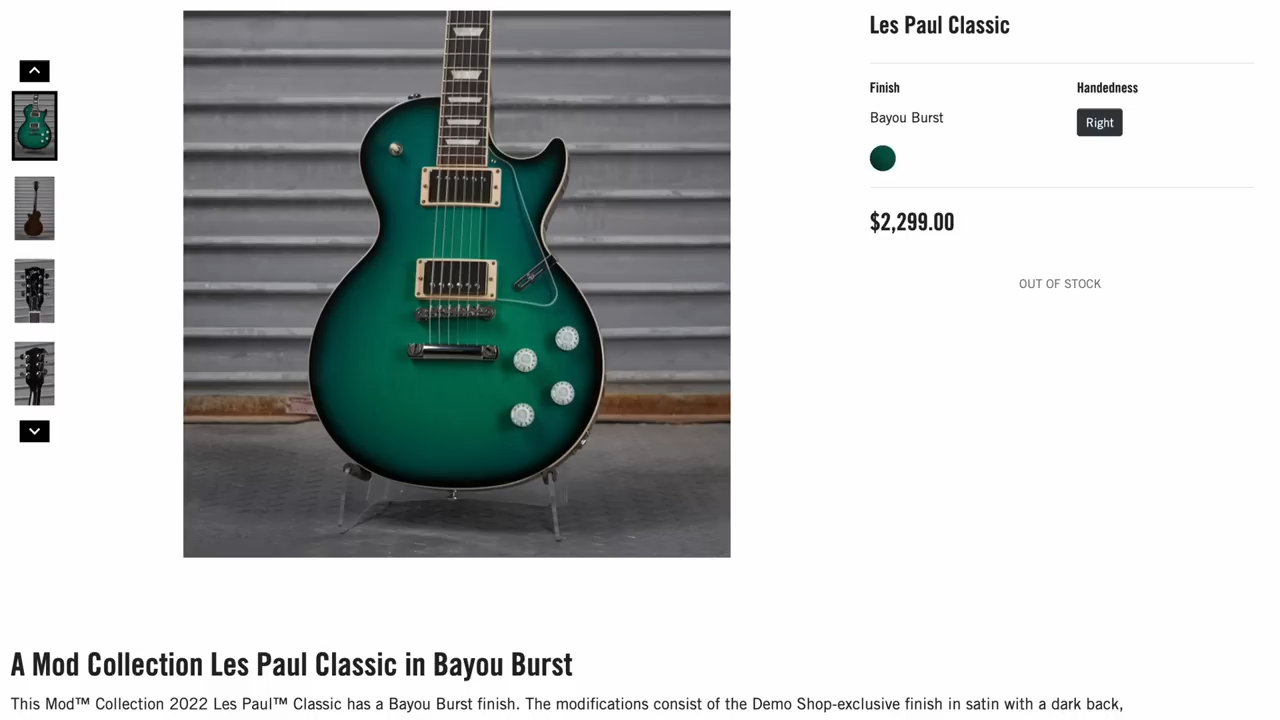 Les Paul Classic
Finish
Handedness
Bayou Burst
Right
$2,299.00
OUT OF STOCK
A Mod Collection Les Paul Classic in Bayou Burst
This Mod™ Collection 2022 Les Paul™ Classic has a Bayou Burst finish. The modifications consist of the Demo Shop-exclusive finish in satin with a dark back,